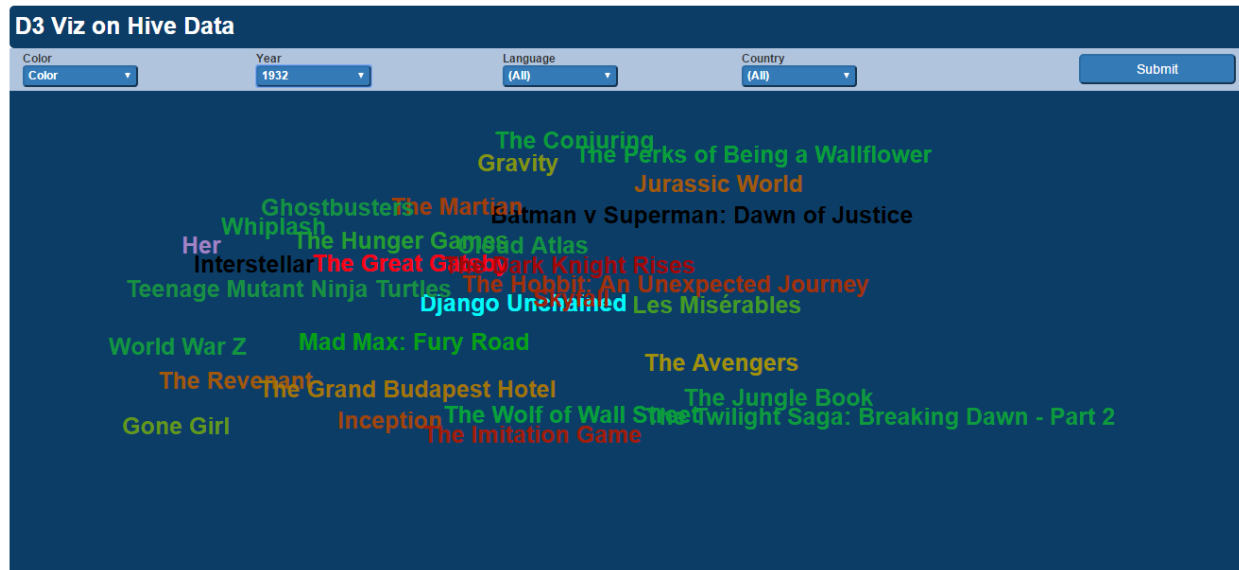 D3 Viz on Hive Data
Color Year Language Country
Color 1932 (All) (All) Submit
The Conjuring
The Perks of Being a Wallflower
Gravity
Jurassic World
Ghostbusters
The Martian
Batman v Superman: Dawn of Justice
Whiplash
The Hunger Games
Her
Cloud Atlas
Interstellar
The Great Gatsby
The Dark Knight Rises
The Hobbit: An Unexpected Journey
Teenage Mutant Ninja Turtles
Skyfall
Django Unchained
Les Misérables
Mad Max: Fury Road
World War Z
The Avengers
The Revenant
The Grand Budapest Hotel
The Jungle Book
The Wolf of Wall Street
The Twilight Saga: Breaking Dawn - Part 2
Inception
Gone Girl
The Imitation Game